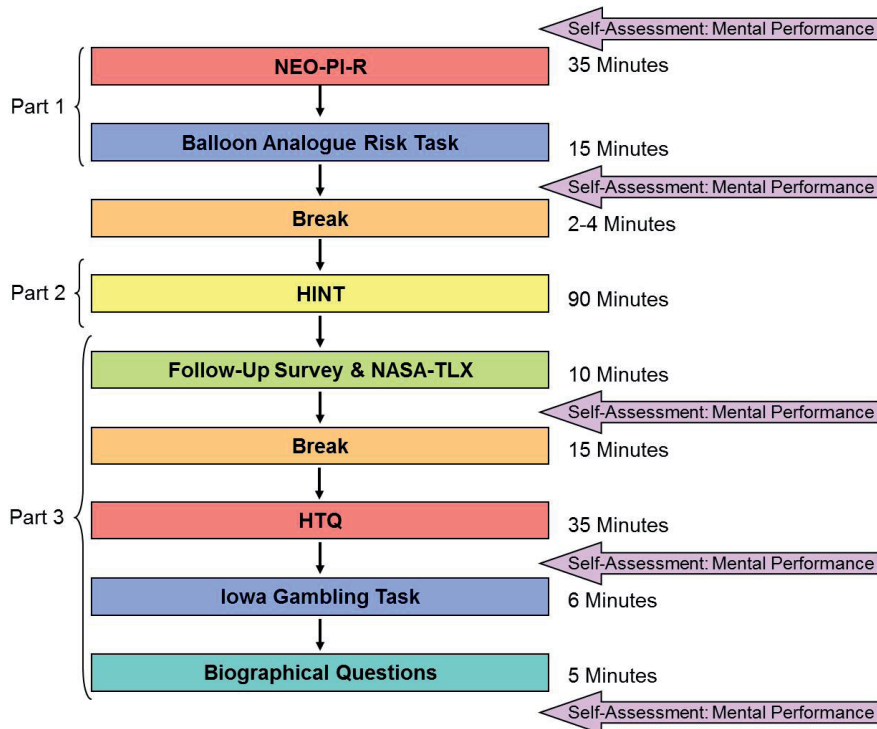 Self-Assessment: Mental Performance
NEO-PI-R
35 Minutes
Part 1
Balloon Analogue Risk Task
15 Minutes
Self-Assessment: Mental Performance
Break
2-4 Minutes
Part 2
HINT
90 Minutes
Follow-Up Survey & NASA-TLX
10 Minutes
Self-Assessment: Mental Performance
Break
15 Minutes
Part 3
HTQ
35 Minutes
Self-Assessment: Mental Performance
Iowa Gambling Task
6 Minutes
Biographical Questions
5 Minutes
Self-Assessment: Mental Performance